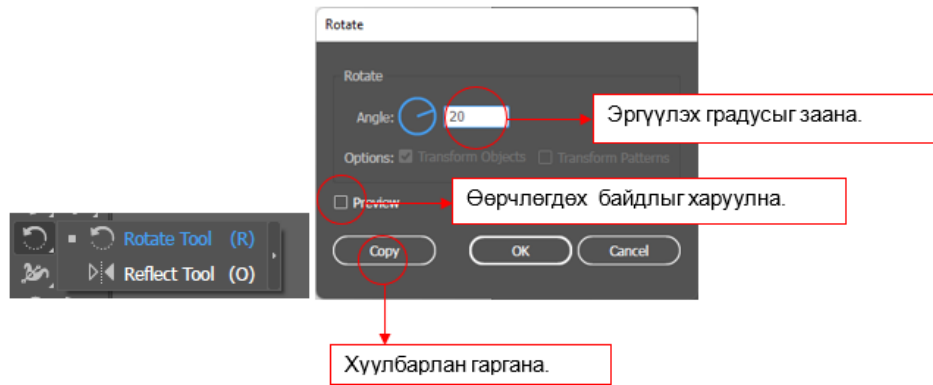 Rotate
Rotate
Angle: 20
Эргүүлэх градусыг заана.
Options: Transform Objects Transform Patterns
Preview
Өөрчлөгдөх байдлыг харуулна.
Copy OK Cancel
Rotate Tool (R)
Reflect Tool (O)
Хуулбарлан гаргана.